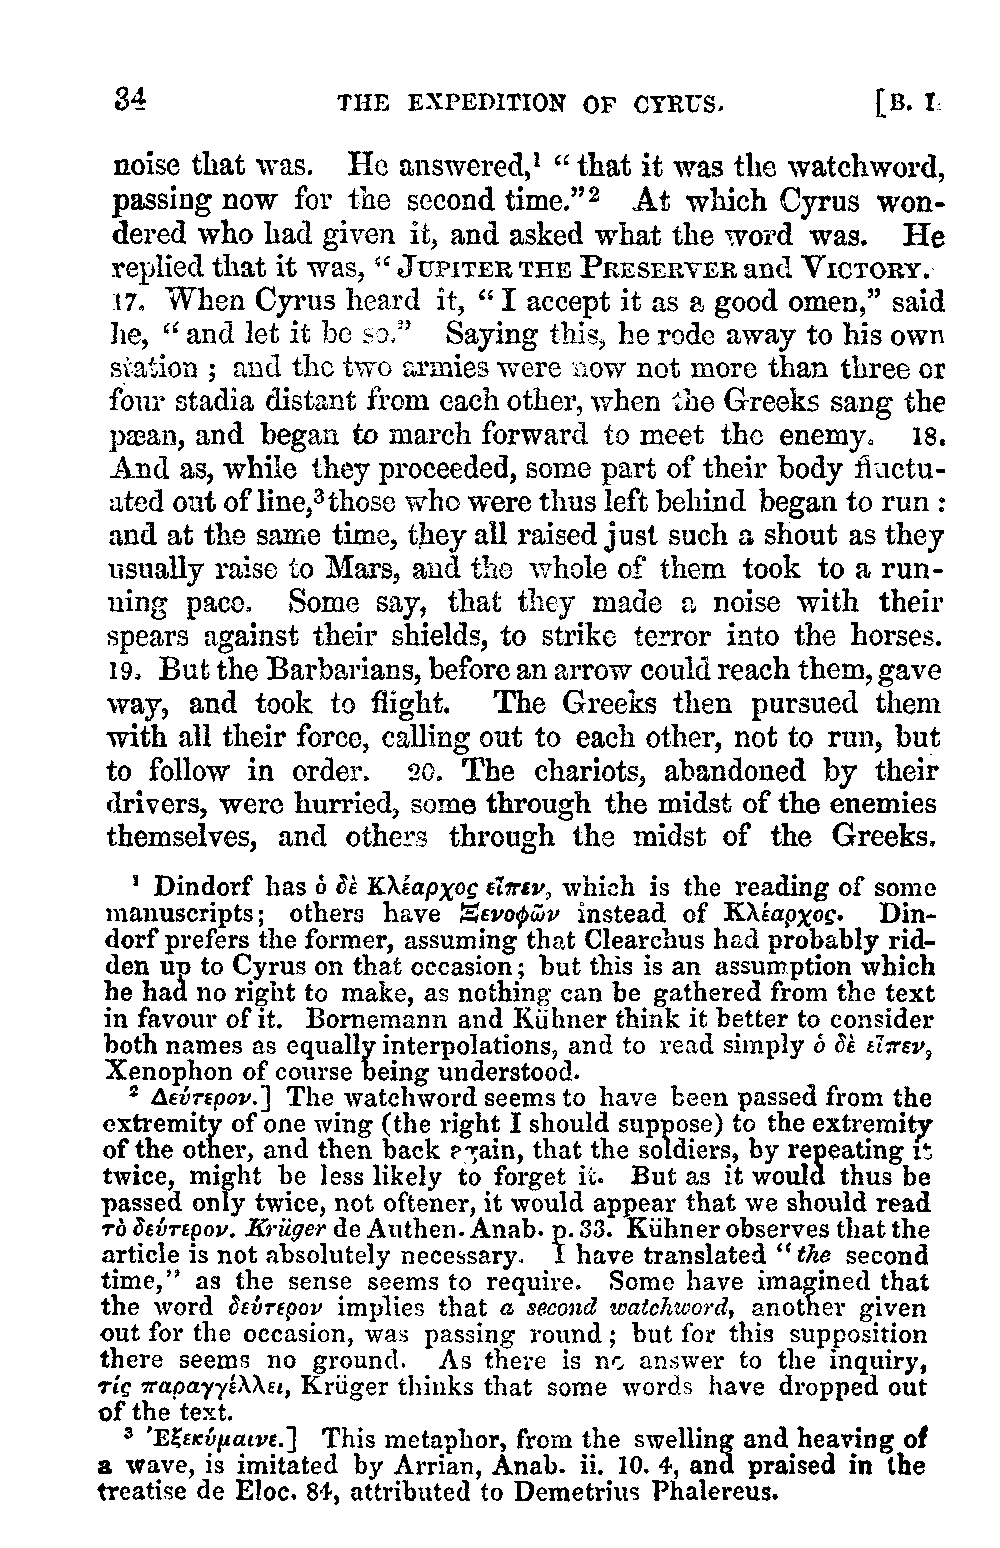 34 THE EXPEDITION OF CYRUS. [B. I.
noise that was. He answered,¹ “that it was the watchword,
passing now for the second time.”² At which Cyrus won-
dered who had given it, and asked what the word was. He
replied that it was, “JUPITER THE PRESERVER and VICTORY.
17. When Cyrus heard it, “I accept it as a good omen,” said
he, “and let it be so.” Saying this, he rode away to his own
station ; and the two armies were now not more than three or
four stadia distant from each other, when the Greeks sang the
pæan, and began to march forward to meet the enemy. 18.
And as, while they proceeded, some part of their body fluctu-
ated out of line,³ those who were thus left behind began to run :
and at the same time, they all raised just such a shout as they
usually raise to Mars, and the whole of them took to a run-
ning pace. Some say, that they made a noise with their
spears against their shields, to strike terror into the horses.
19. But the Barbarians, before an arrow could reach them, gave
way, and took to flight. The Greeks then pursued them
with all their force, calling out to each other, not to run, but
to follow in order. 20. The chariots, abandoned by their
drivers, were hurried, some through the midst of the enemies
themselves, and others through the midst of the Greeks.
¹ Dindorf has ὁ δὲ Κλέαρχος εἶπεν, which is the reading of some
manuscripts; others have Ξενοφῶν instead of Κλέαρχος. Din-
dorf prefers the former, assuming that Clearchus had probably rid-
den up to Cyrus on that occasion; but this is an assumption which
he had no right to make, as nothing can be gathered from the text
in favour of it. Bornemann and Kühner think it better to consider
both names as equally interpolations, and to read simply ὁ δὲ εἶπεν,
Xenophon of course being understood.
² Δεύτερον.] The watchword seems to have been passed from the
extremity of one wing (the right I should suppose) to the extremity
of the other, and then back again, that the soldiers, by repeating it
twice, might be less likely to forget it. But as it would thus be
passed only twice, not oftener, it would appear that we should read
τὸ δεύτερον. Krüger de Authen. Anab. p. 33. Kühner observes that the
article is not absolutely necessary. I have translated “the second
time,” as the sense seems to require. Some have imagined that
the word δεύτερον implies that a second watchword, another given
out for the occasion, was passing round ; but for this supposition
there seems no ground. As there is no answer to the inquiry,
τίς παραγγέλλει, Krüger thinks that some words have dropped out
of the text.
³ Ἐξεκύμαινε.] This metaphor, from the swelling and heaving of
a wave, is imitated by Arrian, Anab. ii. 10. 4, and praised in the
treatise de Eloc. 84, attributed to Demetrius Phalereus.